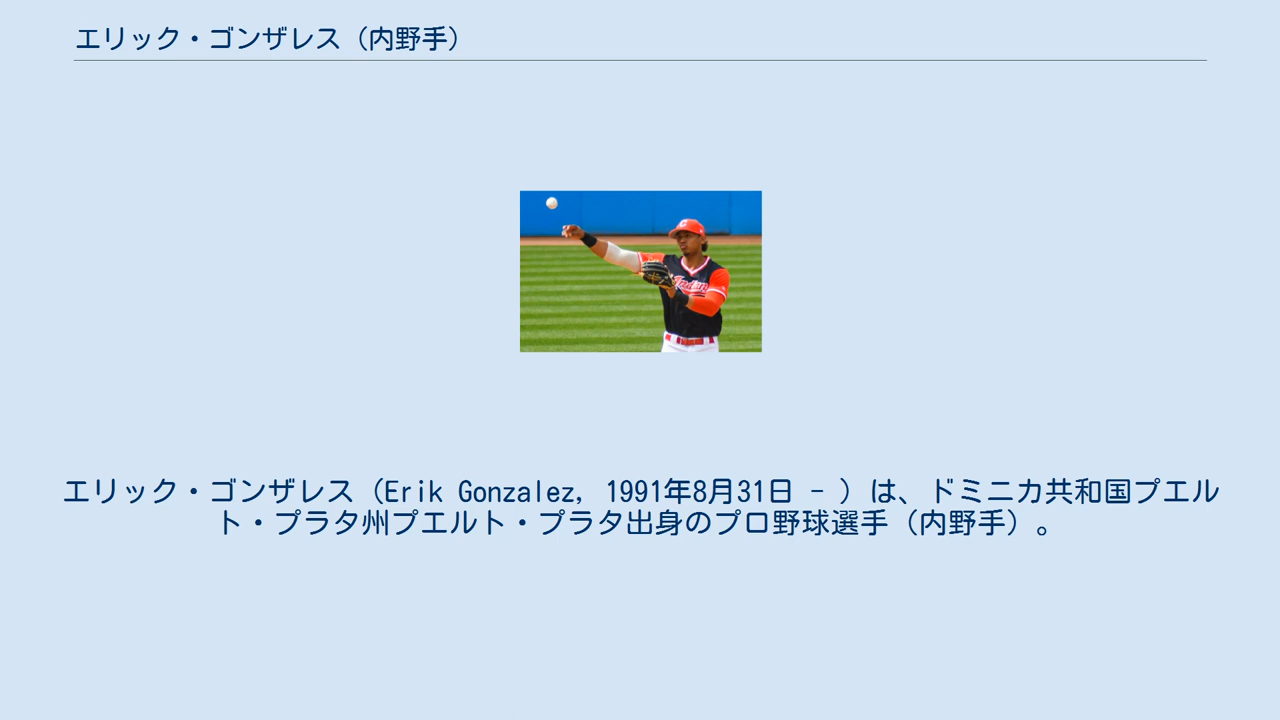 エリック・ゴンザレス（内野手）
エリック・ゴンザレス（Erik Gonzalez, 1991年8月31日 - ）は、ドミニカ共和国プエル
ト・プラタ州プエルト・プラタ出身のプロ野球選手（内野手）。